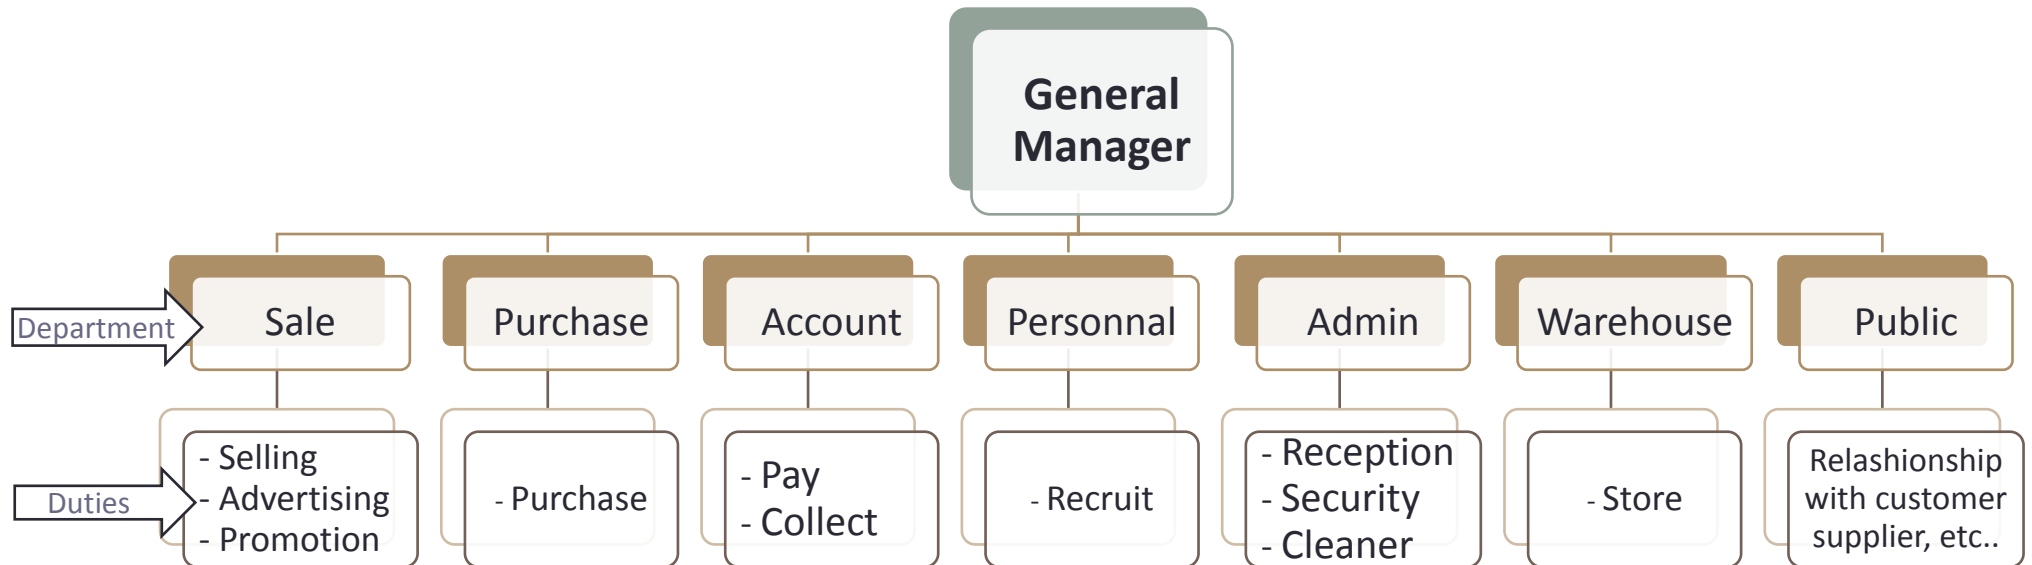 General
Manager
Department
Sale
Purchase
Account
Personnal
Admin
Warehouse
Public
Duties
- Selling
- Advertising
- Promotion
- Purchase
- Pay
- Collect
- Recruit
- Reception
- Security
- Cleaner
- Store
Relashionship
with customer
supplier, etc..